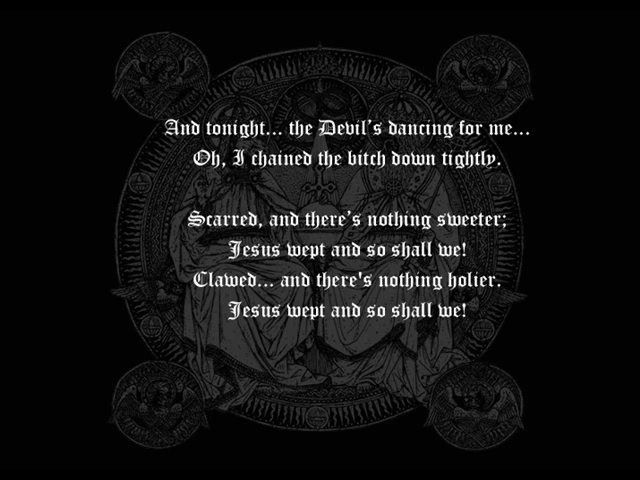 And tonight... the Devil's dancing for me...
Oh, I chained the bitch down tightly.
Scarred, and there's nothing sweeter;
Jesus wept and so shall we!
Clawed... and there's nothing holier.
Jesus wept and so shall we!